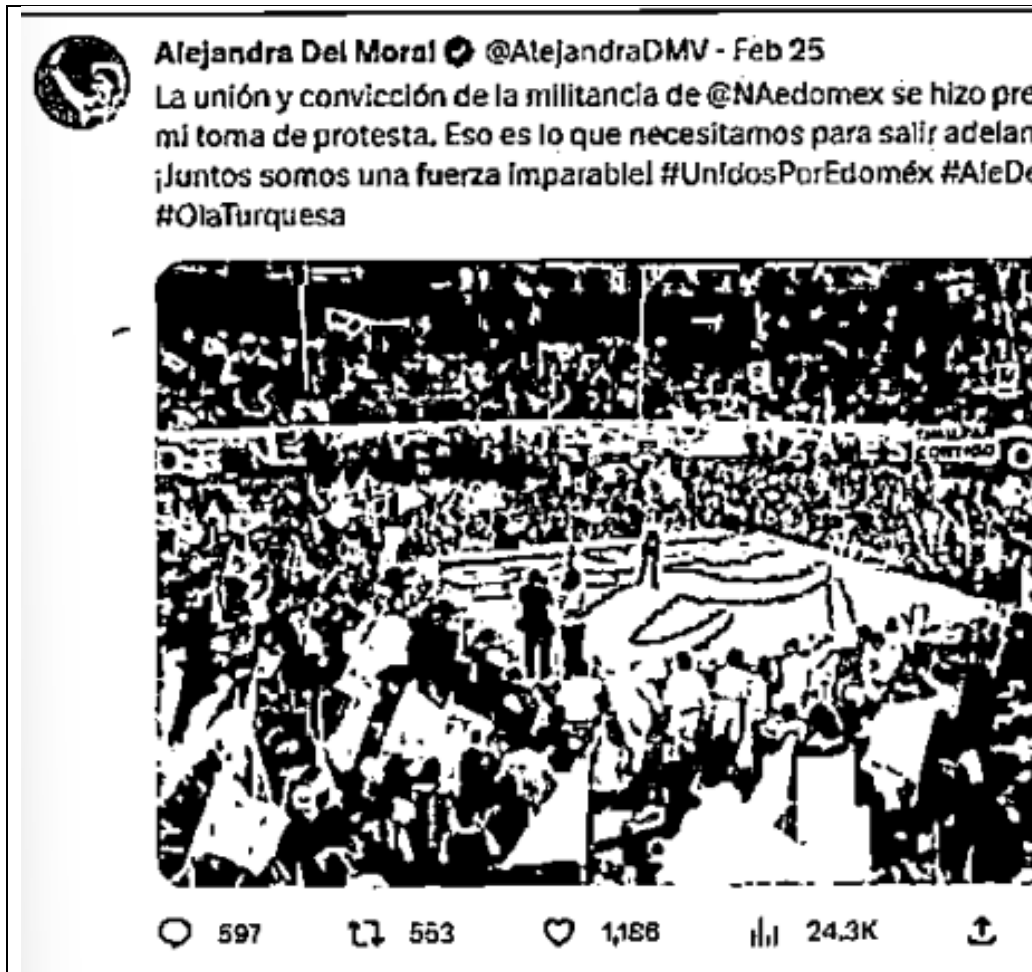 Alejandra Del Moral @AlejandraDMV - Feb 25
La unión y convicción de la militancia de @NAedomex se hizo pre
mi toma de protesta. Eso es lo que necesitamos para salir adelan
¡Juntos somos una fuerza imparable! #UnidosPorEdoméx #AleDe
#OlaTurquesa
CONTIGO
597 553 1,186 24.3K